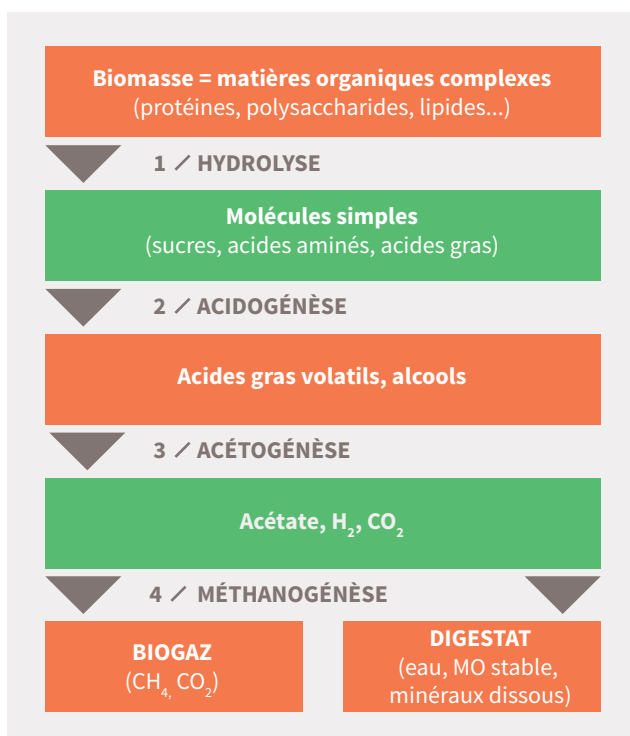 Biomasse = matières organiques complexes
(protéines, polysaccharides, lipides...)
1 / HYDROLYSE
Molécules simples
(sucres, acides aminés, acides gras)
2 / ACIDOGÉNÈSE
Acides gras volatils, alcools
3 / ACÉTOGÉNÈSE
Acétate, H₂, CO₂
4 / MÉTHANOGÉNÈSE
BIOGAZ
(CH₄, CO₂)
DIGESTAT
(eau, MO stable,
minéraux dissous)